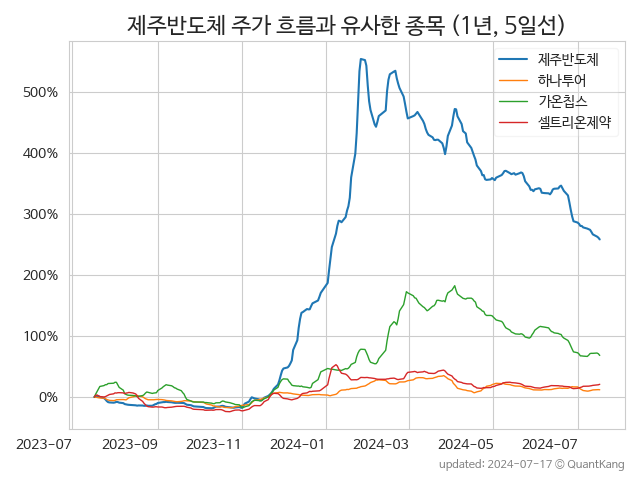 제주반도체 주가 흐름과 유사한 종목 (1년, 5일선)
제주반도체
하나투어
가온칩스
셀트리온제약
500%
400%
300%
200%
100%
0%
2023-07 2023-09 2023-11 2024-01 2024-03 2024-05 2024-07
updated: 2024-07-17 © QuantKang